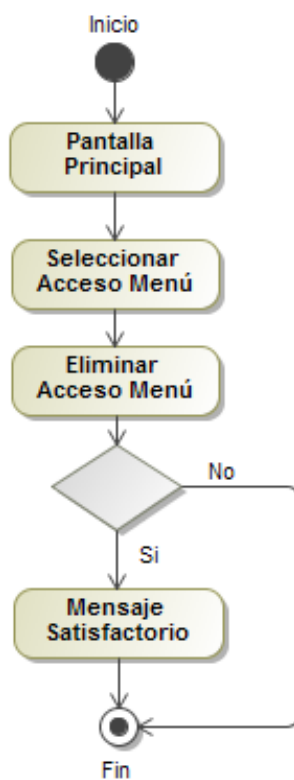 Inicio
Pantalla
Principal
Seleccionar
Acceso Menú
Eliminar
Acceso Menú
No
Si
Mensaje
Satisfactorio
Fin